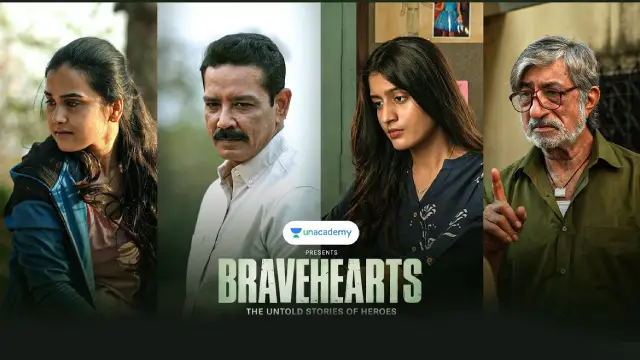 unacademy
PRESENTS
BRAVEHEARTS
THE UNTOLD STORIES OF HEROES